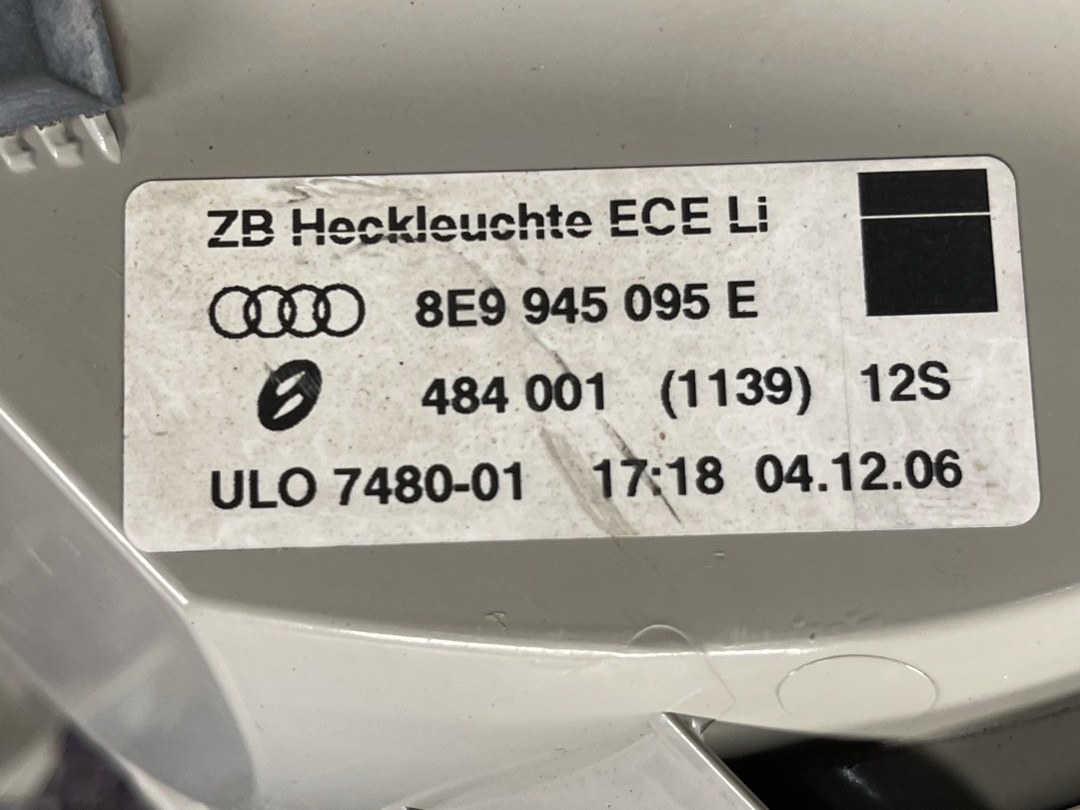 ZB Heckleuchte ECE Li
8E9 945 095 E
484 001 (1139) 12S
ULO 7480-01 17:18 04.12.06